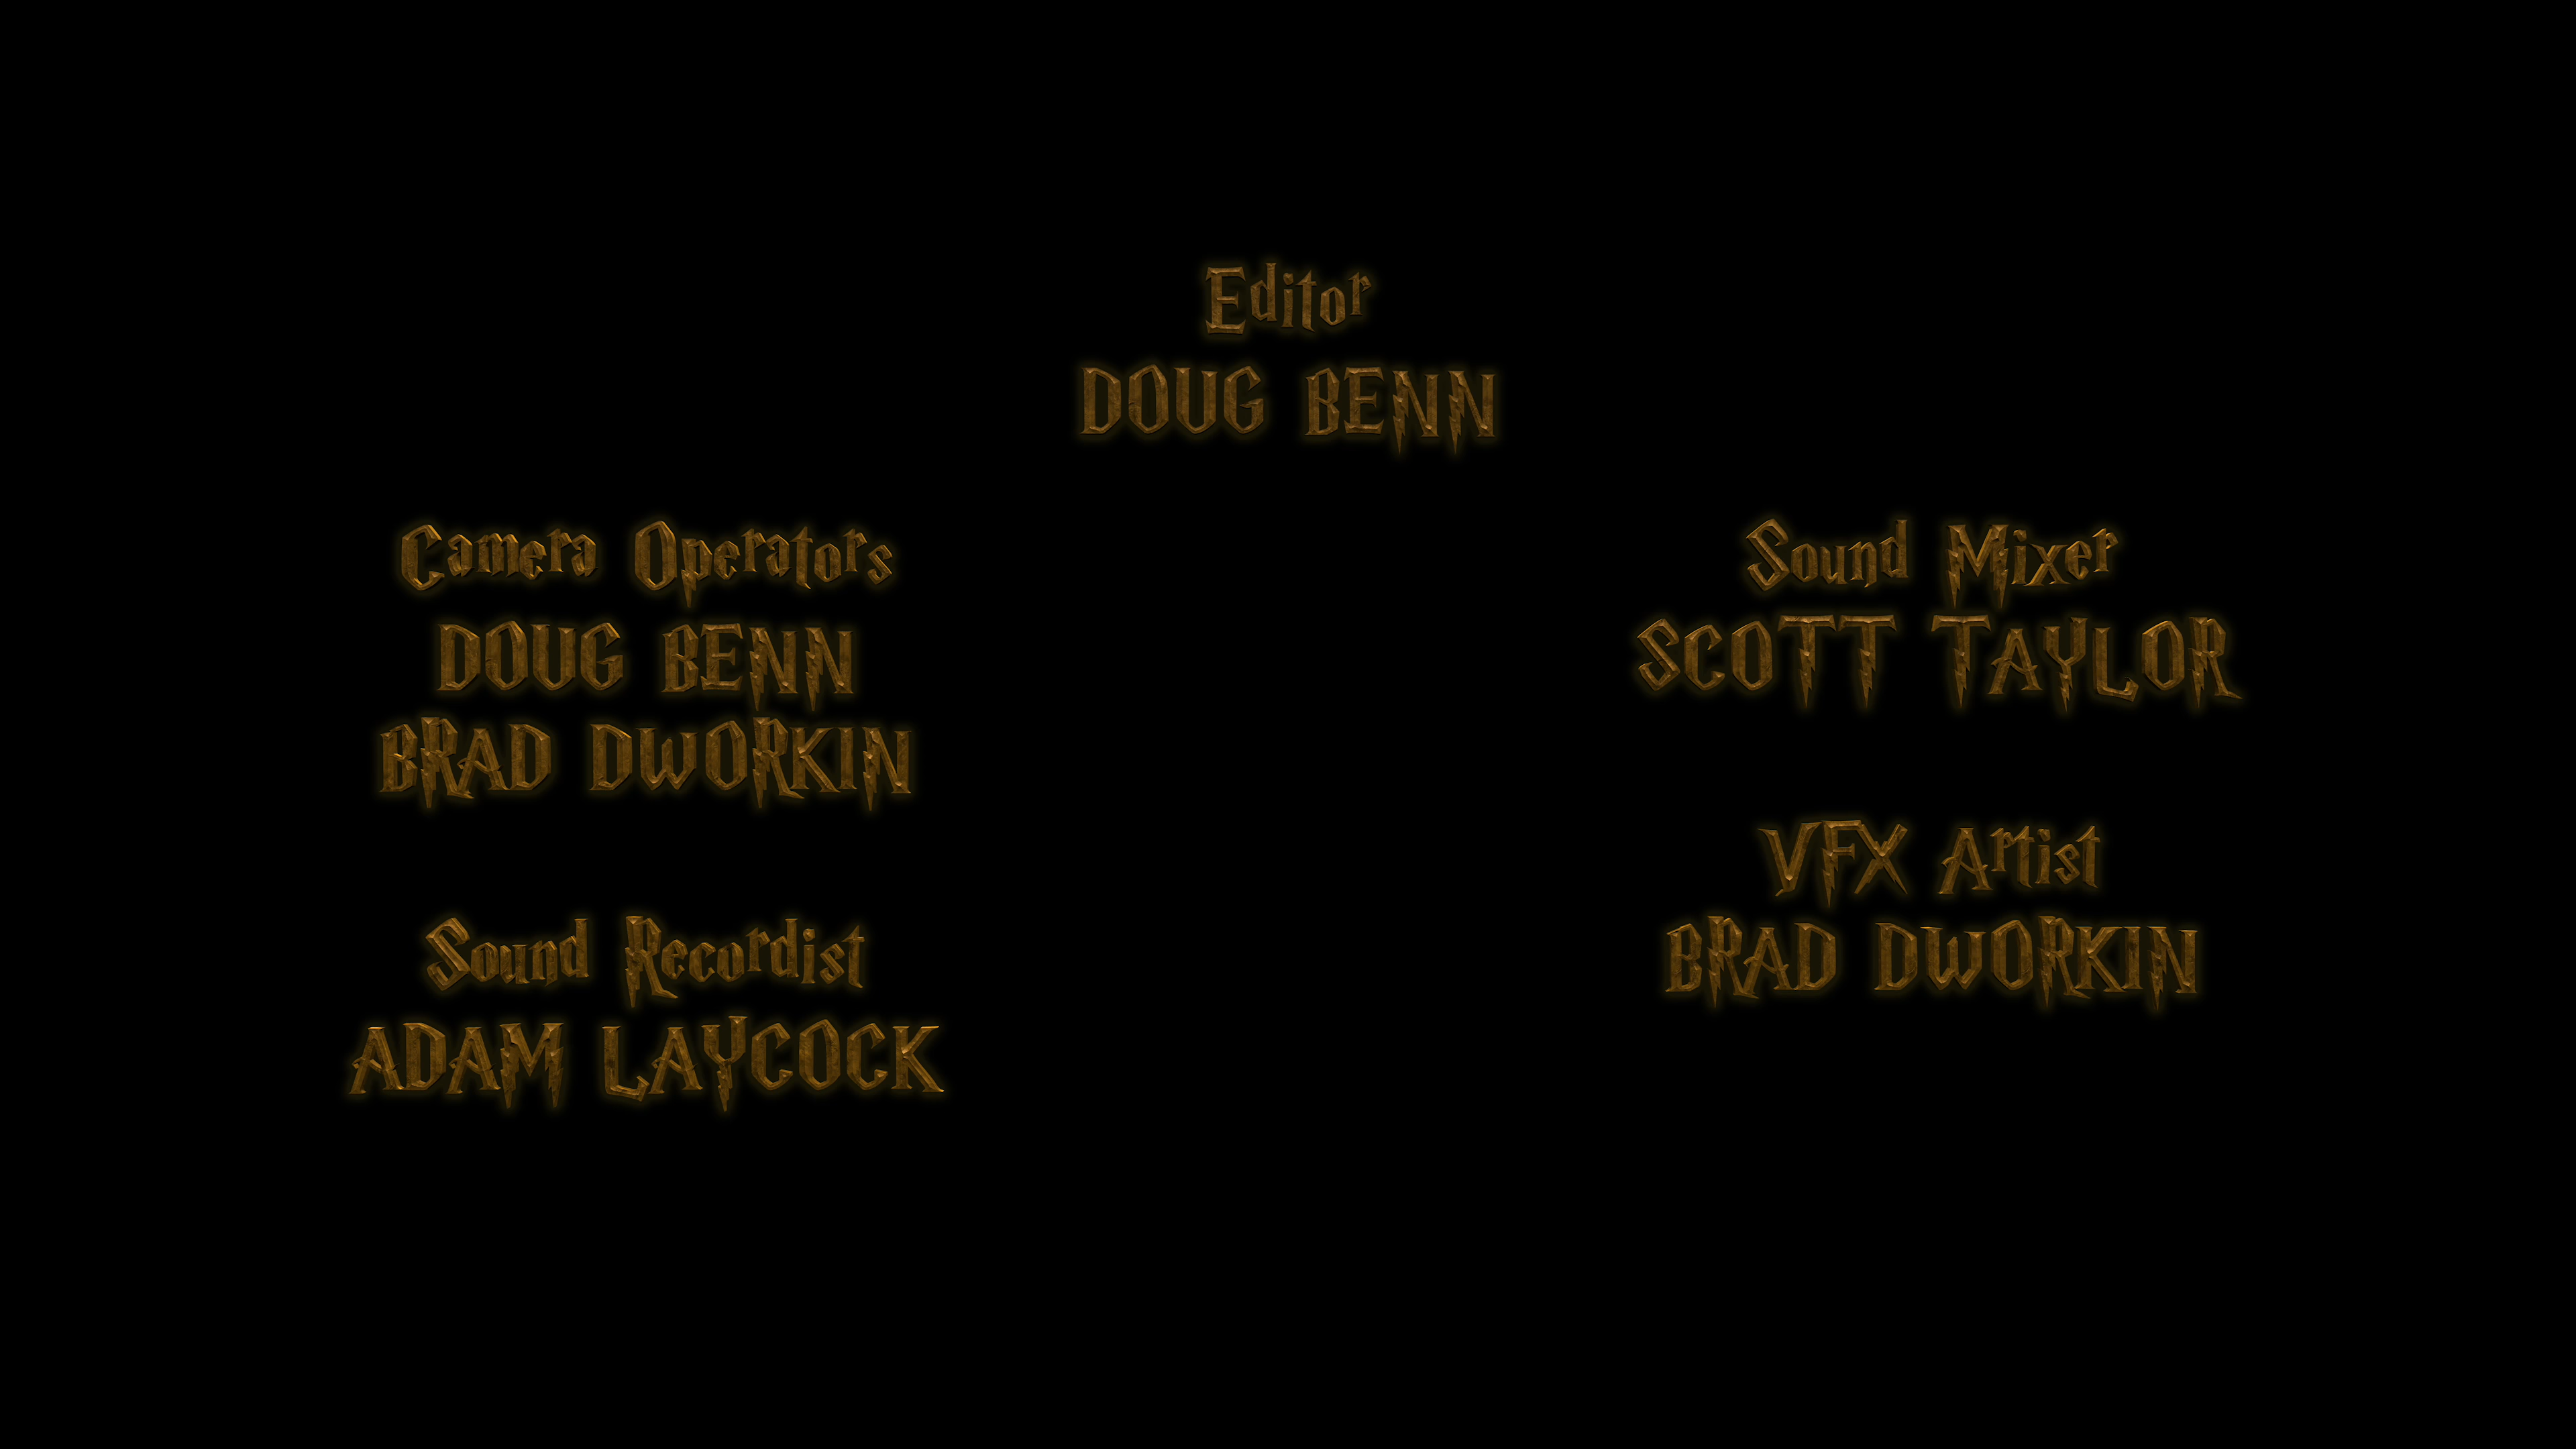 Editor
DOUG BENN
Camera Operators
DOUG BENN
BRAD DWORKIN
Sound Recordist
ADAM LAYCOCK
Sound Mixer
SCOTT TAYLOR
VFX Artist
BRAD DWORKIN